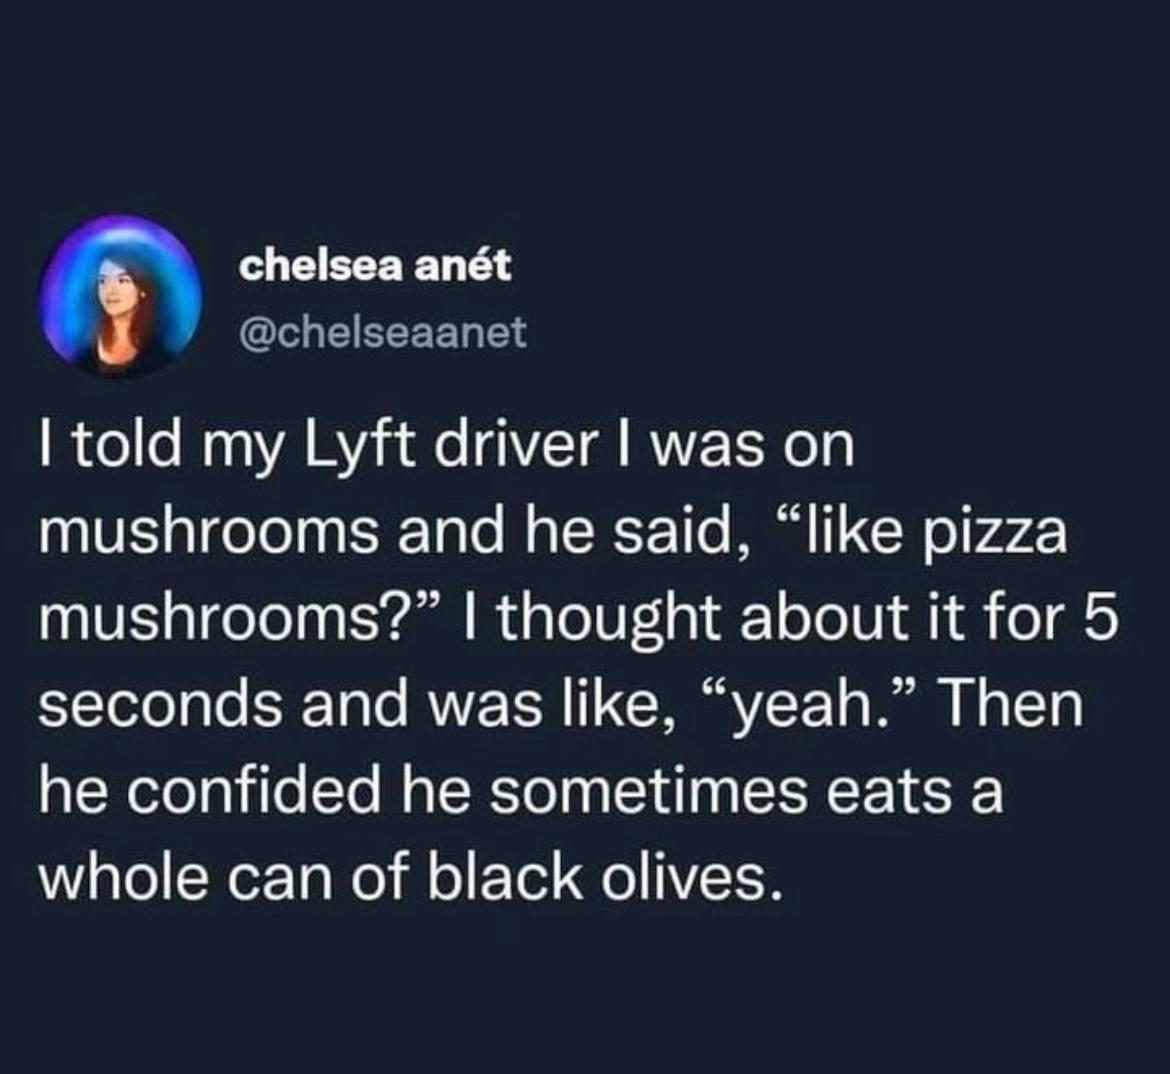 chelsea anét
@chelseaanet
I told my Lyft driver I was on
mushrooms and he said, “like pizza
mushrooms?” I thought about it for 5
seconds and was like, “yeah.” Then
he confided he sometimes eats a
whole can of black olives.